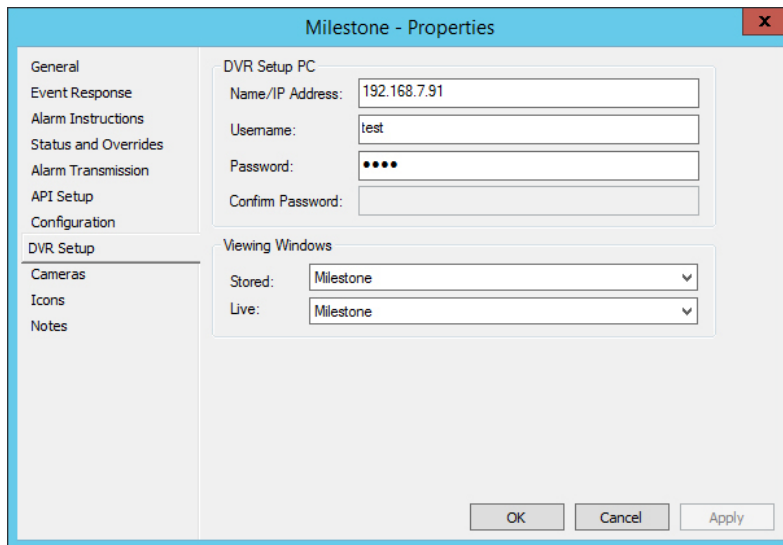 Milestone - Properties
x
General
Event Response
Alarm Instructions
Status and Overrides
Alarm Transmission
API Setup
Configuration
DVR Setup
Cameras
Icons
Notes
DVR Setup PC
Name/IP Address: 192.168.7.91
Username: test
Password: ●●●●
Confirm Password:
Viewing Windows
Stored: Milestone
Live: Milestone
OK Cancel Apply